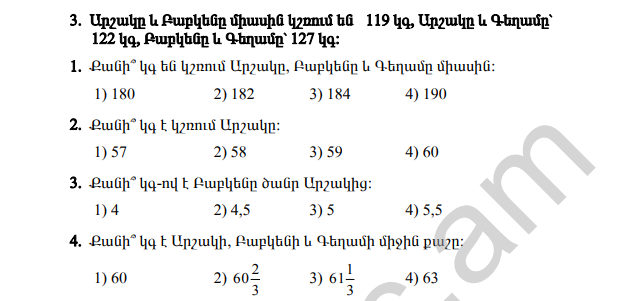 3. Արշակը և Բաբկենը միասին կշռում են 119 կգ, Արշակը և Գեղամը՝
122 կգ, Բաբկենը և Գեղամը՝ 127 կգ:
1. Քանի՞ կգ են կշռում Արշակը, Բաբկենը և Գեղամը միասին:
1) 180 2) 182 3) 184 4) 190
2. Քանի՞ կգ է կշռում Արշակը:
1) 57 2) 58 3) 59 4) 60
3. Քանի՞ կգ-ով է Բաբկենը ծանր Արշակից:
1) 4 2) 4,5 3) 5 4) 5,5
4. Քանի՞ կգ է Արշակի, Բաբկենի և Գեղամի միջին քաշը:
1) 60 2) 60 2/3 3) 61 1/3 4) 63
.am